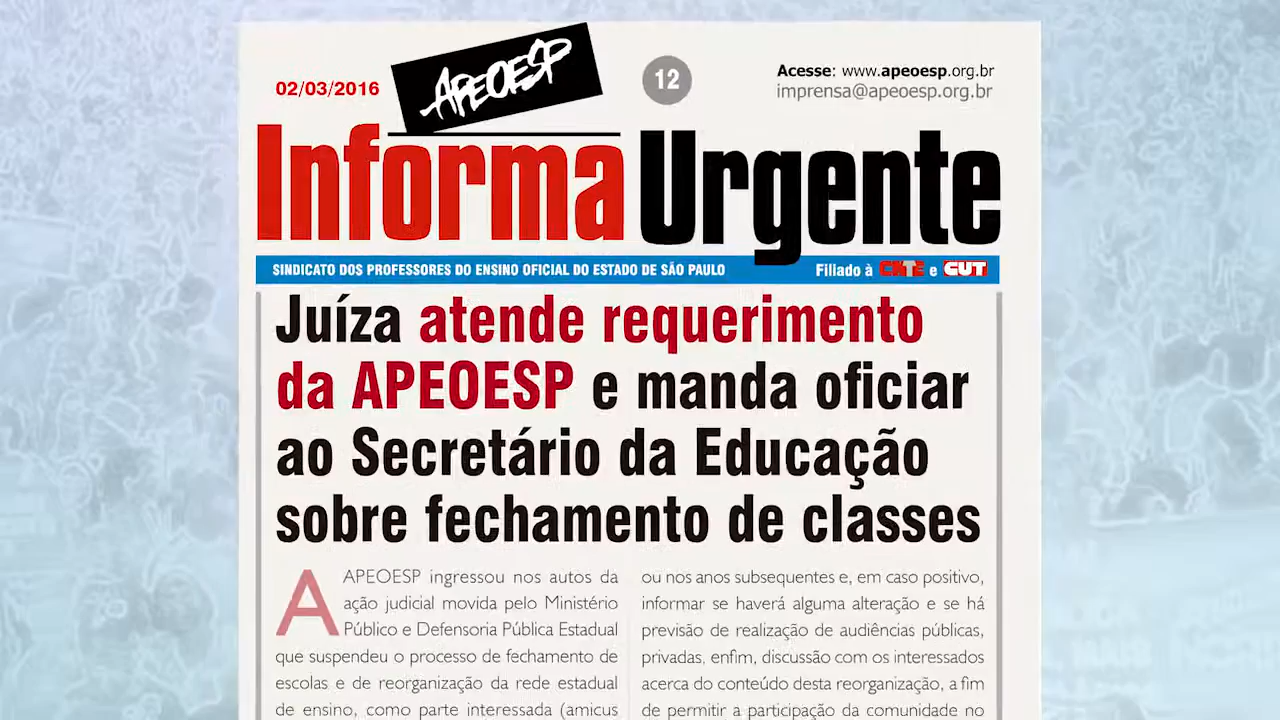 02/03/2016
APEOESP
12
Acesse: www.apeoesp.org.br
imprensa@apeoesp.org.br
Informa Urgente
SINDICATO DOS PROFESSORES DO ENSINO OFICIAL DO ESTADO DE SÃO PAULO
Filiado à CNTE e CUT
Juíza atende requerimento
da APEOESP e manda oficiar
ao Secretário da Educação
sobre fechamento de classes
A APEOESP ingressou nos autos da
ação judicial movida pelo Ministério
Público e Defensoria Pública Estadual
que suspendeu o processo de fechamento de
escolas e de reorganização da rede estadual
de ensino, como parte interessada (amicus
ou nos anos subsequentes e, em caso positivo,
informar se haverá alguma alteração e se há
previsão de realização de audiências públicas,
privadas, enfim, discussão com os interessados
acerca do conteúdo desta reorganização, a fim
de permitir a participação da comunidade no